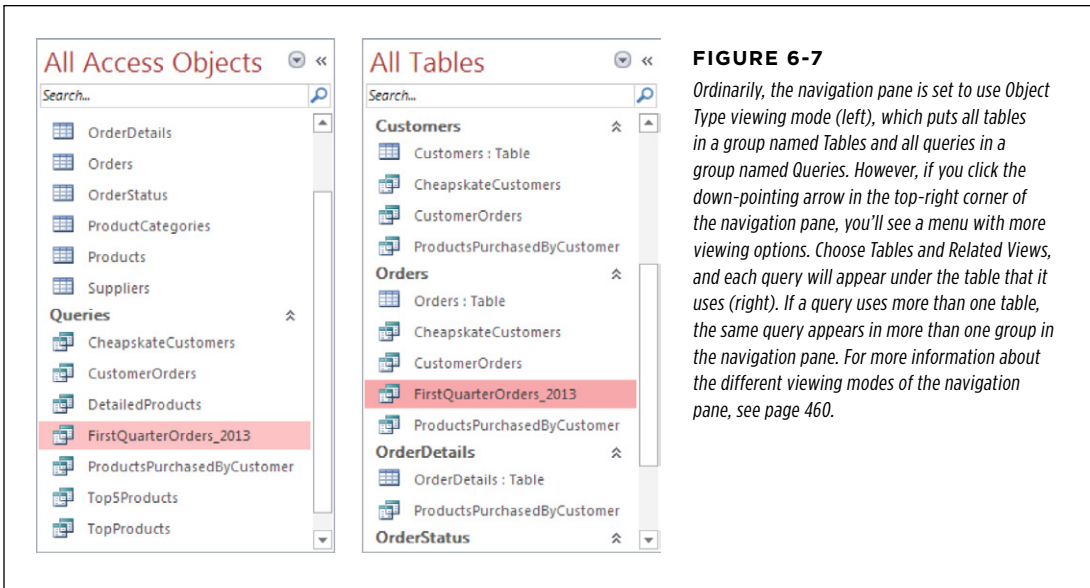 All Access Objects «
Search...
OrderDetails
Orders
OrderStatus
ProductCategories
Products
Suppliers
Queries
CheapskateCustomers
CustomerOrders
DetailedProducts
FirstQuarterOrders_2013
ProductsPurchasedByCustomer
Top5Products
TopProducts
All Tables «
Search...
Customers
Customers : Table
CheapskateCustomers
CustomerOrders
ProductsPurchasedByCustomer
Orders
Orders : Table
CheapskateCustomers
CustomerOrders
FirstQuarterOrders_2013
ProductsPurchasedByCustomer
OrderDetails
OrderDetails : Table
ProductsPurchasedByCustomer
OrderStatus
FIGURE 6-7
Ordinarily, the navigation pane is set to use Object
Type viewing mode (left), which puts all tables
in a group named Tables and all queries in a
group named Queries. However, if you click the
down-pointing arrow in the top-right corner of
the navigation pane, you'll see a menu with more
viewing options. Choose Tables and Related Views,
and each query will appear under the table that it
uses (right). If a query uses more than one table,
the same query appears in more than one group in
the navigation pane. For more information about
the different viewing modes of the navigation
pane, see page 460.